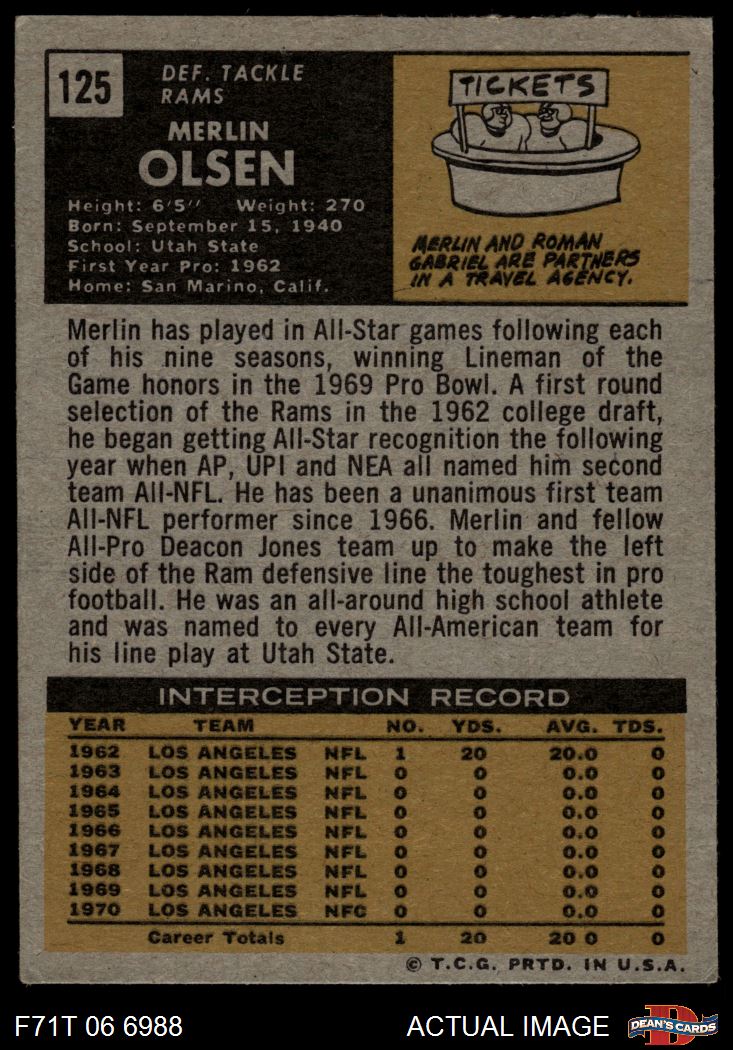 125
DEF. TACKLE
RAMS
MERLIN
OLSEN
Height: 6'5" Weight: 270
Born: September 15, 1940
School: Utah State
First Year Pro: 1962
Home: San Marino, Calif.
TICKETS
MERLIN AND ROMAN
GABRIEL ARE PARTNERS
IN A TRAVEL AGENCY.
Merlin has played in All-Star games following each
of his nine seasons, winning Lineman of the
Game honors in the 1969 Pro Bowl. A first round
selection of the Rams in the 1962 college draft,
he began getting All-Star recognition the following
year when AP, UPI and NEA all named him second
team All-NFL. He has been a unanimous first team
All-NFL performer since 1966. Merlin and fellow
All-Pro Deacon Jones team up to make the left
side of the Ram defensive line the toughest in pro
football. He was an all-around high school athlete
and was named to every All-American team for
his line play at Utah State.
INTERCEPTION RECORD
YEAR TEAM NO. YDS. AVG. TDS.
1962 LOS ANGELES NFL 1 20 20.0 0
1963 LOS ANGELES NFL 0 0 0.0 0
1964 LOS ANGELES NFL 0 0 0.0 0
1965 LOS ANGELES NFL 0 0 0.0 0
1966 LOS ANGELES NFL 0 0 0.0 0
1967 LOS ANGELES NFL 0 0 0.0 0
1968 LOS ANGELES NFL 0 0 0.0 0
1969 LOS ANGELES NFL 0 0 0.0 0
1970 LOS ANGELES NFC 0 0 0.0 0
Career Totals 1 20 20 0 0
© T.C.G. PRTD. IN U.S.A.
F71T 06 6988 ACTUAL IMAGE
D
DEAN'S CARDS